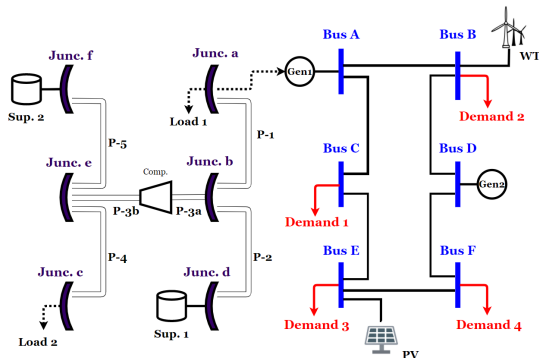 Junc. f
Junc. a
Bus A
Bus B
WT
Gen1
Sup. 2
Load 1
Demand 2
P-5
P-1
Junc. e
Comp.
Junc. b
Bus C
Bus D
Gen2
P-3b
P-3a
Demand 1
P-4
P-2
Junc. c
Junc. d
Bus E
Bus F
Load 2
Sup. 1
Demand 3
Demand 4
PV